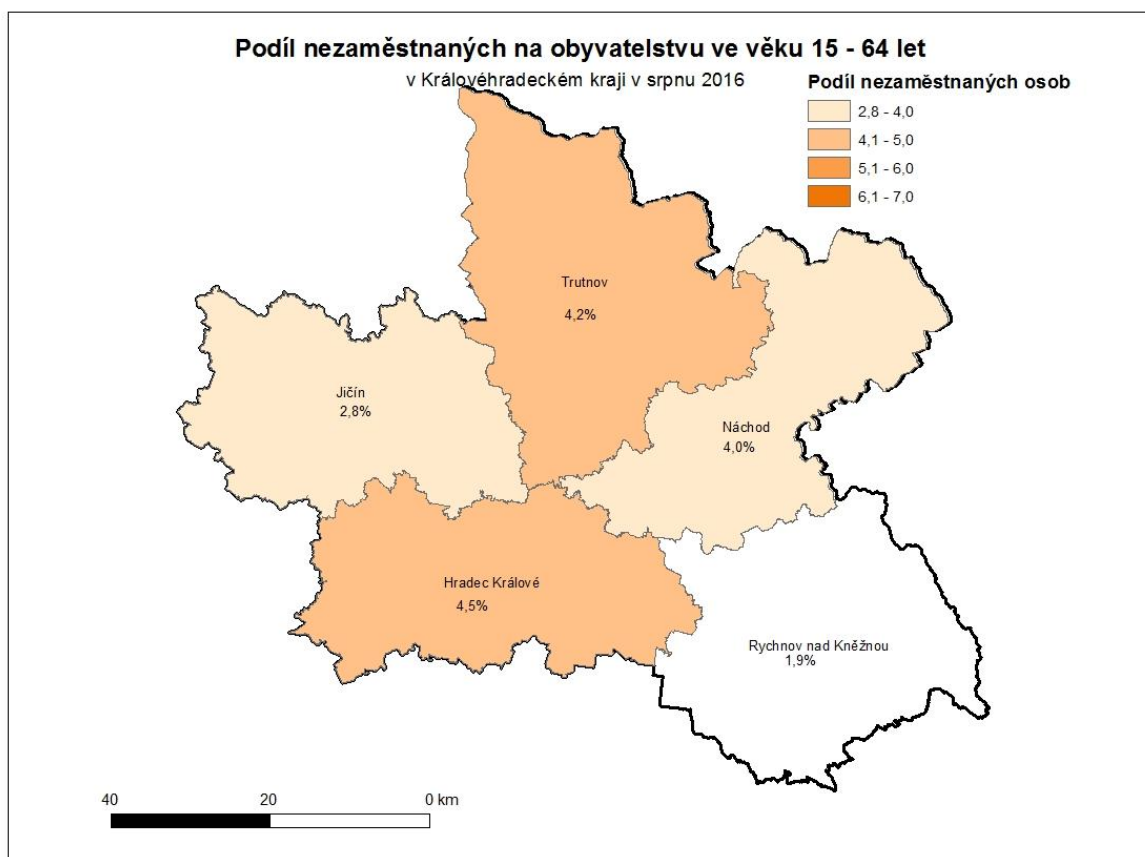 Podíl nezaměstnaných na obyvatelstvu ve věku 15 - 64 let
v Královéhradeckém kraji v srpnu 2016
Podíl nezaměstnaných osob
2,8 - 4,0
4,1 - 5,0
5,1 - 6,0
6,1 - 7,0
Trutnov
4,2%
Jičín
2,8%
Náchod
4,0%
Hradec Králové
4,5%
Rychnov nad Kněžnou
1,9%
40 20 0 km